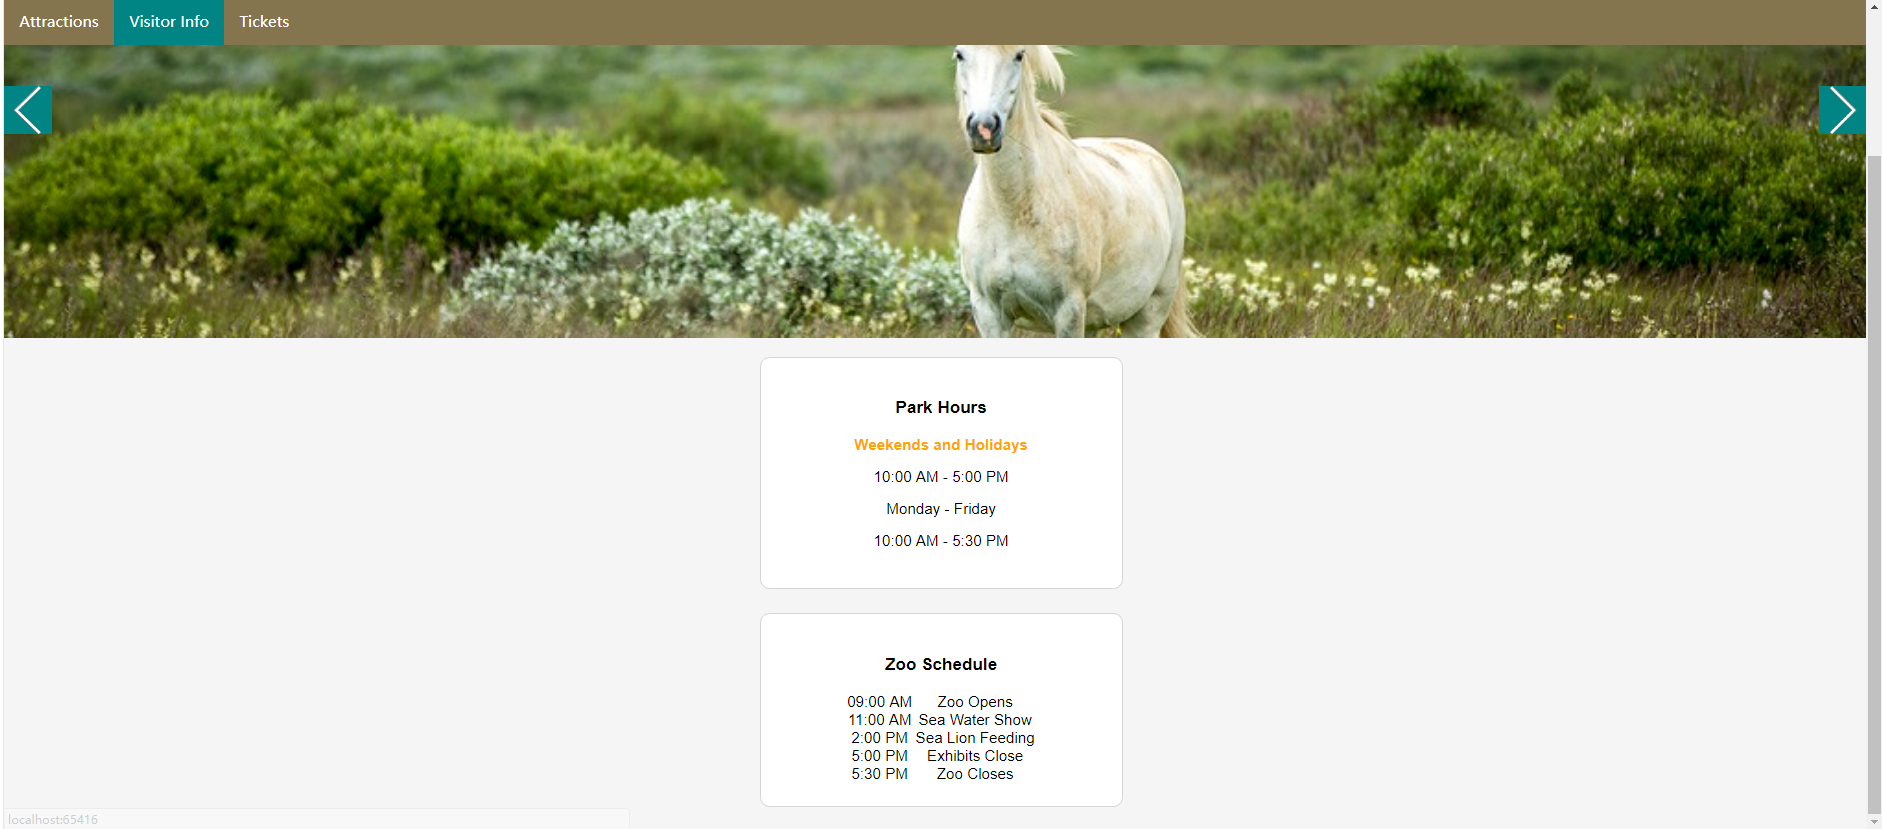 Attractions Visitor Info Tickets
Park Hours
Weekends and Holidays
10:00 AM - 5:00 PM
Monday - Friday
10:00 AM - 5:30 PM
Zoo Schedule
09:00 AM Zoo Opens
11:00 AM Sea Water Show
2:00 PM Sea Lion Feeding
5:00 PM Exhibits Close
5:30 PM Zoo Closes
localhost:65416